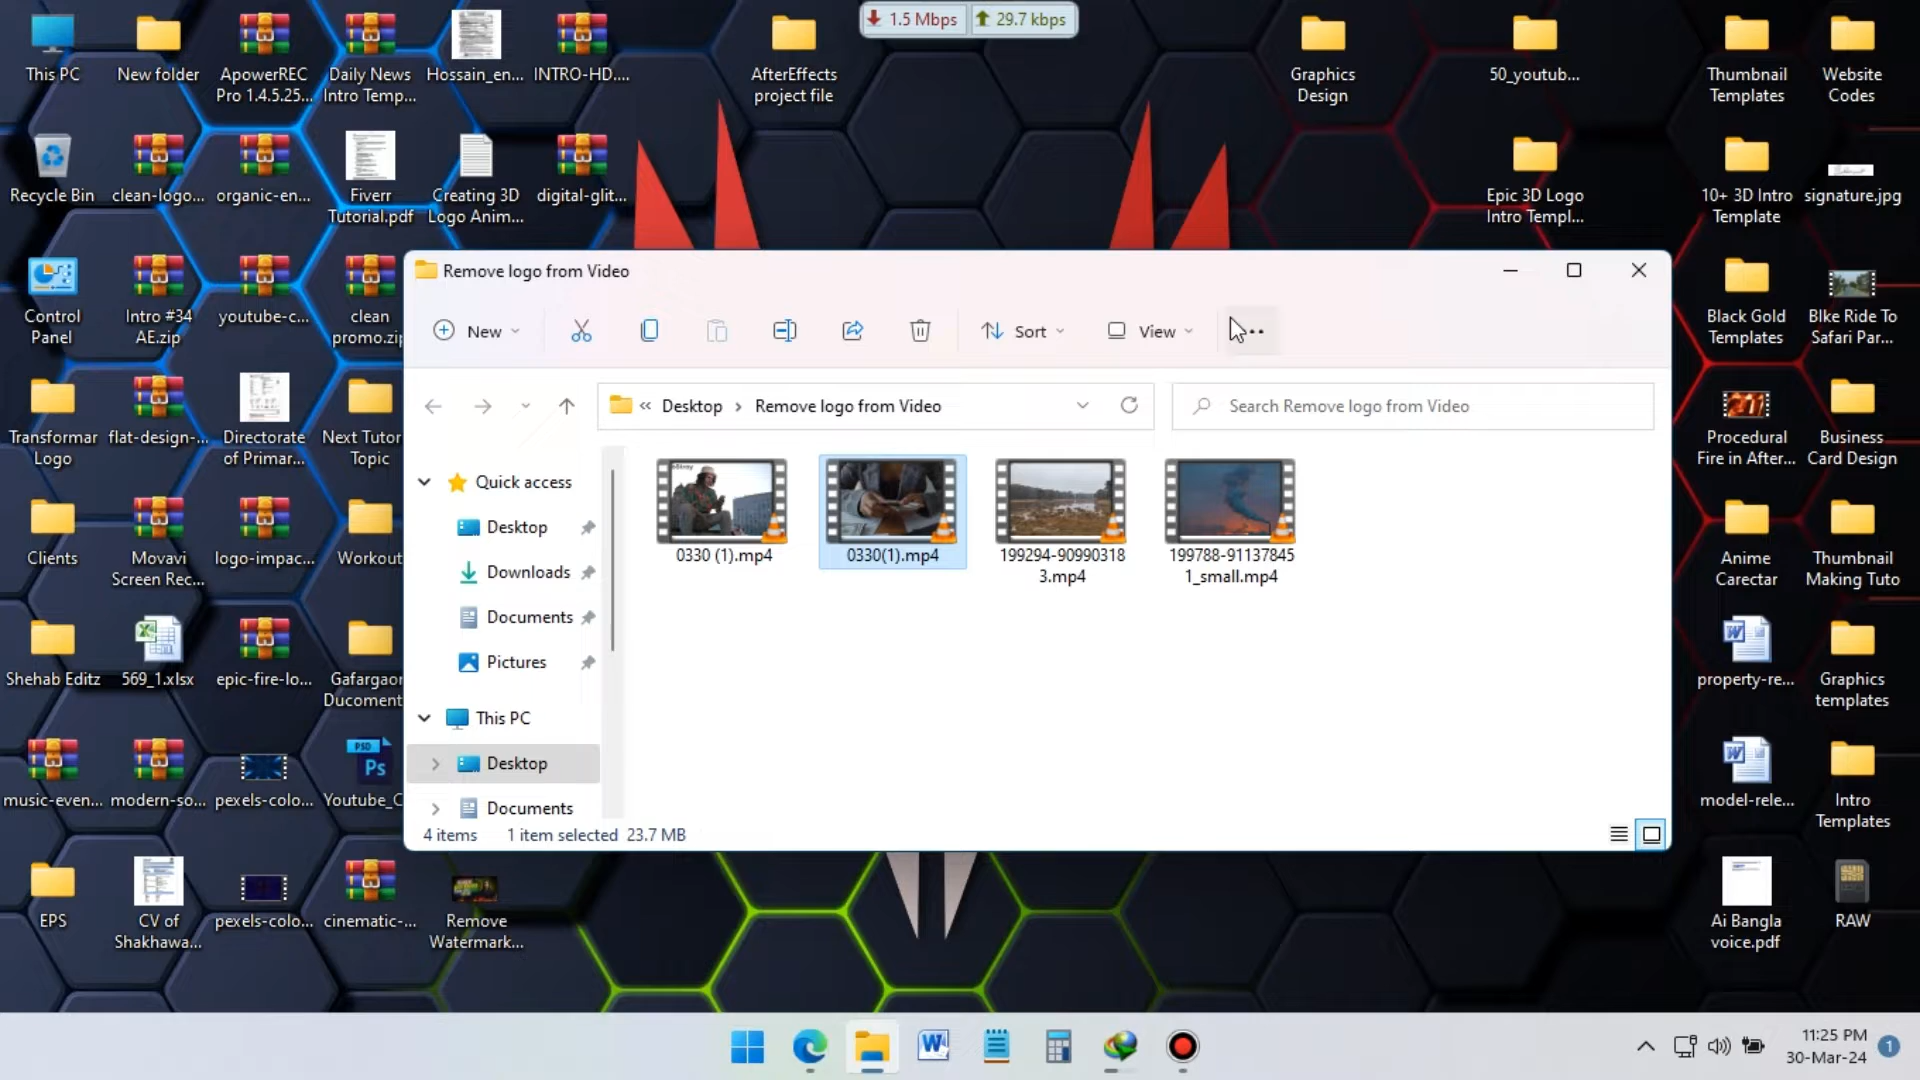 1.5 Mbps 29.7 kbps
This PC
New folder
ApowerREC
Pro 1.4.5.25...
Daily News
Intro Temp...
Hossain_en...
INTRO-HD....
AfterEffects
project file
Graphics
Design
50_youtub...
Thumbnail
Templates
Website
Codes
Recycle Bin
clean-logo...
organic-en...
Fiverr
Tutorial.pdf
Creating 3D
Logo Anim...
digital-glit...
Epic 3D Logo
Intro Templ...
10+ 3D Intro
Template
signature.jpg
Control
Panel
Intro #34
AE.zip
youtube-c...
clean
promo.zip
Black Gold
Templates
BIke Ride To
Safari Par...
Transformar
Logo
flat-design-...
Directorate
of Primar...
Next Tutor
Topic
Procedural
Fire in After...
Business
Card Design
Clients
Movavi
Screen Rec...
logo-impac...
Workout
Anime
Carectar
Thumbnail
Making Tuto
Shehab Editz
569_1.xlsx
epic-fire-lo...
Gafargaor
Ducoment
property-re...
Graphics
templates
music-even...
modern-so...
pexels-colo...
PSD
Ps
Youtube_C
model-rele...
Intro
Templates
EPS
CV of
Shakhawa...
pexels-colo...
cinematic-...
Remove
Watermark...
Ai Bangla
voice.pdf
RAW
Remove logo from Video
New
Sort
View
Desktop
Remove logo from Video
Search Remove logo from Video
Quick access
Desktop
Downloads
Documents
Pictures
This PC
Desktop
Documents
0330 (1).mp4
0330(1).mp4
199294-90990318
3.mp4
199788-91137845
1_small.mp4
4 items 1 item selected 23.7 MB
11:25 PM
30-Mar-24
1